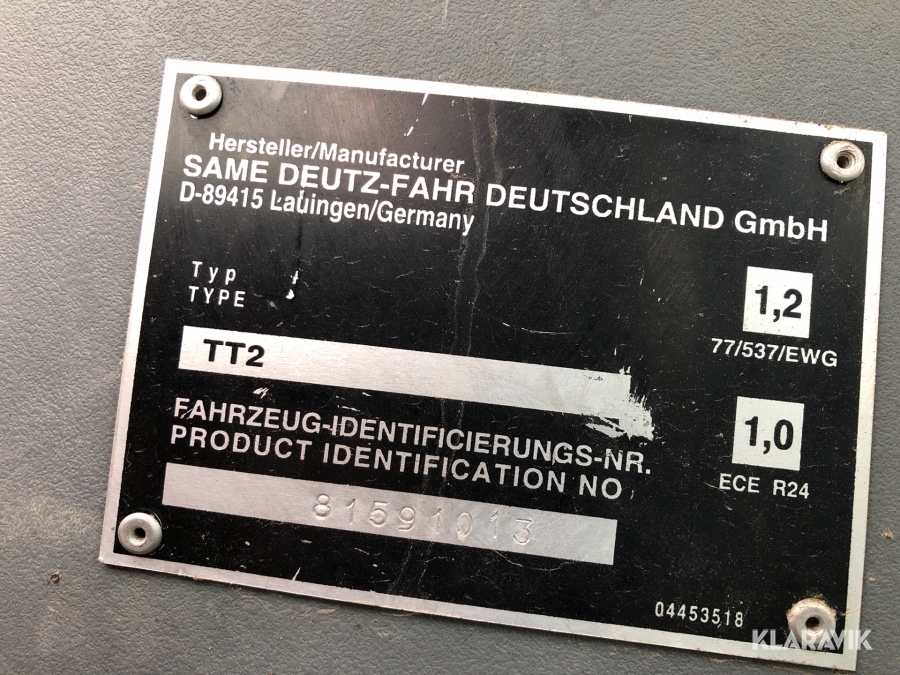 Hersteller/Manufacturer
SAME DEUTZ-FAHR DEUTSCHLAND GmbH
D-89415 Lauingen/Germany
Typ
TYPE
1,2
77/537/EWG
TT2
FAHRZEUG-IDENTIFICIERUNGS-NR.
PRODUCT IDENTIFICATION NO
1,0
ECE R24
81591013
04453518
KLARAVIK